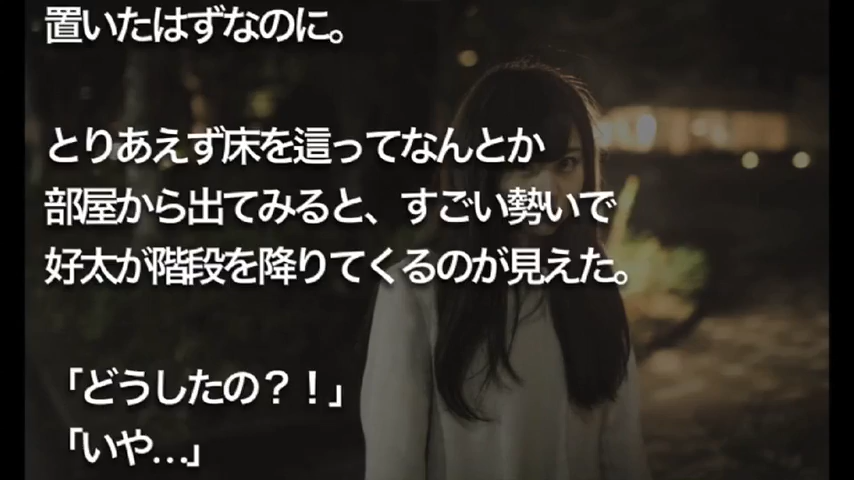 置いたはずなのに。
とりあえず床を這ってなんとか
部屋から出てみると、すごい勢いで
好太が階段を降りてくるのが見えた。
「どうしたの？！」
「いや…」